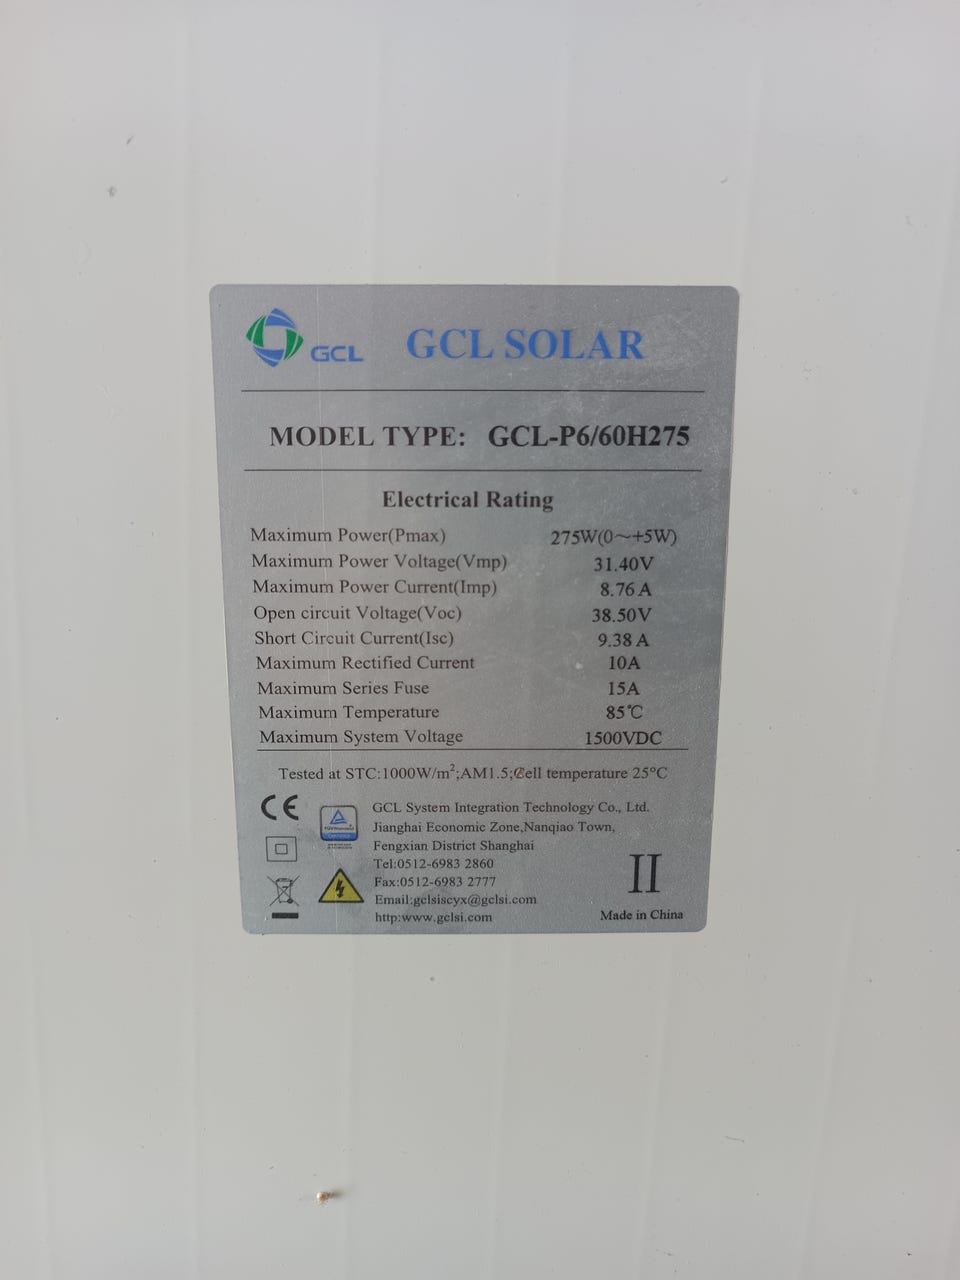 GCL GCL SOLAR
MODEL TYPE: GCL-P6/60H275
Electrical Rating
Maximum Power(Pmax) 275W(0～+5W)
Maximum Power Voltage(Vmp) 31.40V
Maximum Power Current(Imp) 8.76 A
Open circuit Voltage(Voc) 38.50V
Short Circuit Current(Isc) 9.38 A
Maximum Rectified Current 10A
Maximum Series Fuse 15A
Maximum Temperature 85℃
Maximum System Voltage 1500VDC
Tested at STC:1000W/m²;AM1.5;Cell temperature 25°C
CE
GCL System Integration Technology Co., Ltd.
Jianghai Economic Zone,Nanqiao Town,
Fengxian District Shanghai
Tel:0512-6983 2860
Fax:0512-6983 2777
Email:gclsiscyx@gclsi.com
http:www.gclsi.com
II
Made in China